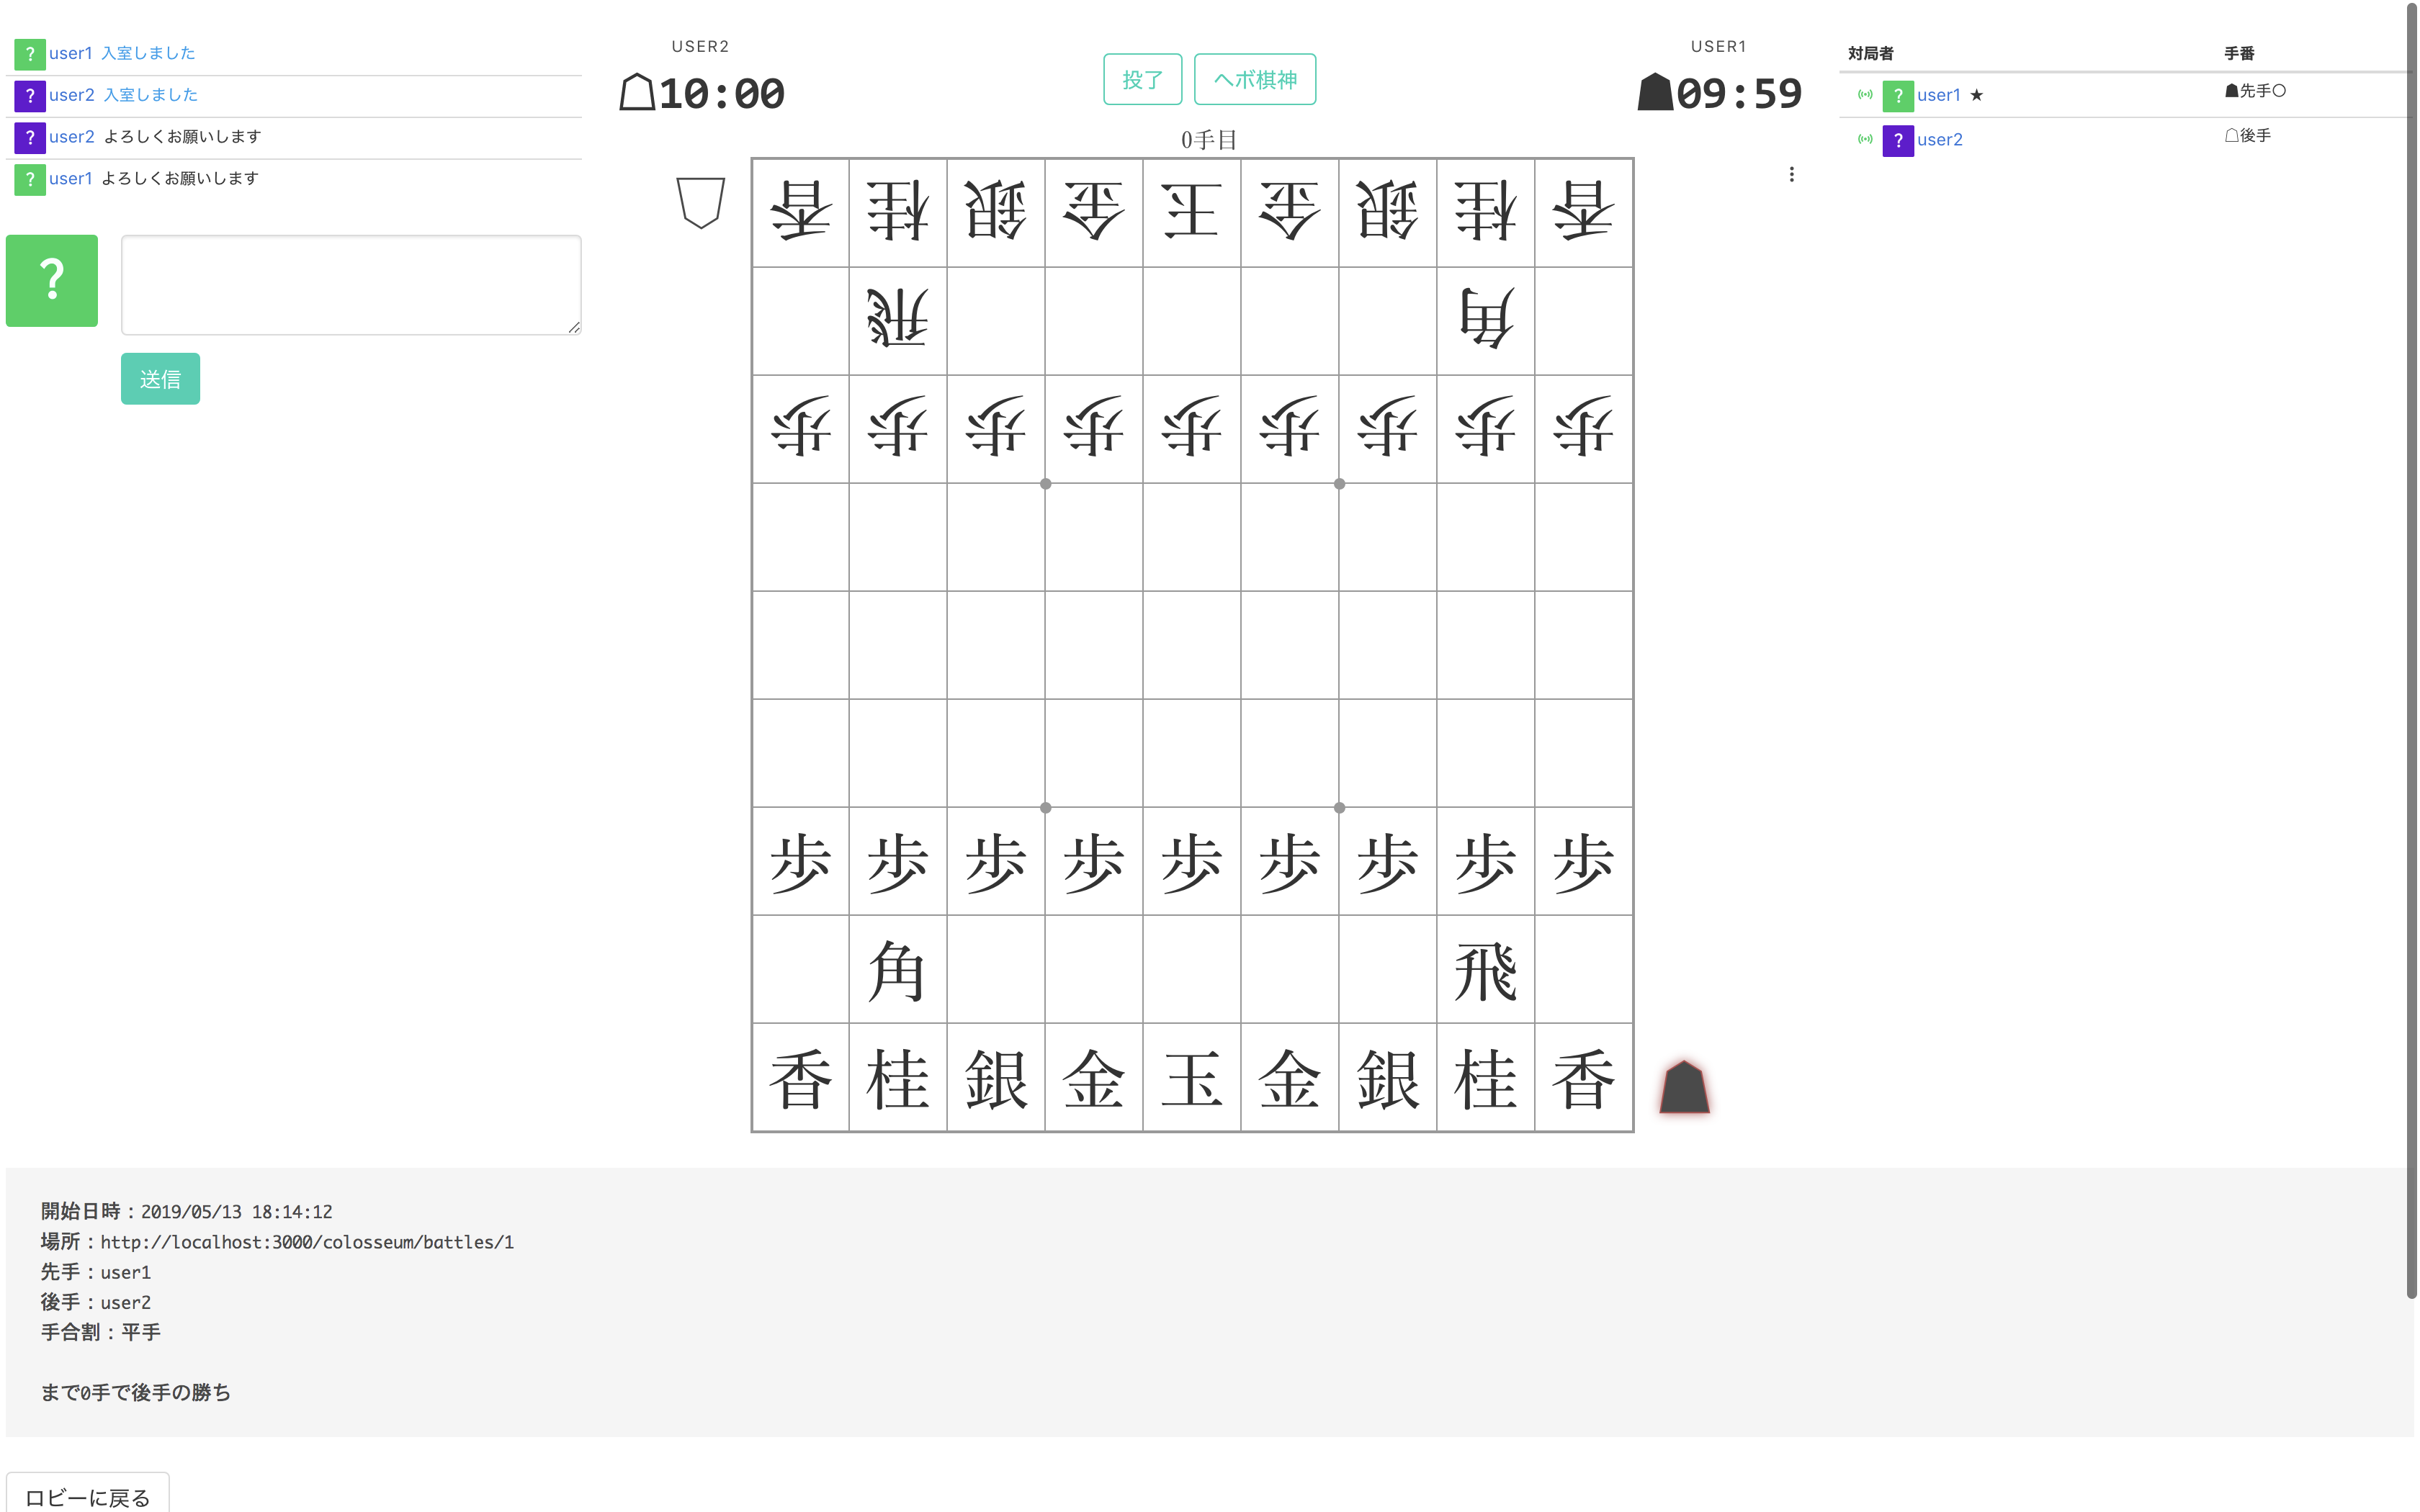 ? user1 入室しました
? user2 入室しました
? user2 よろしくお願いします
? user1 よろしくお願いします
?
送信
USER2
☖10:00
投了 ヘボ棋神
USER1
☗09:59
0手目
香 桂 銀 金 王 金 銀 桂 香
飛 角
歩 歩 歩 歩 歩 歩 歩 歩 歩
歩 歩 歩 歩 歩 歩 歩 歩 歩
角 飛
香 桂 銀 金 玉 金 銀 桂 香
対局者 手番
? user1 ★ ☗先手○
? user2 ☖後手
開始日時：2019/05/13 18:14:12
場所：http://localhost:3000/colosseum/battles/1
先手：user1
後手：user2
手合割：平手
まで0手で後手の勝ち
ロビーに戻る